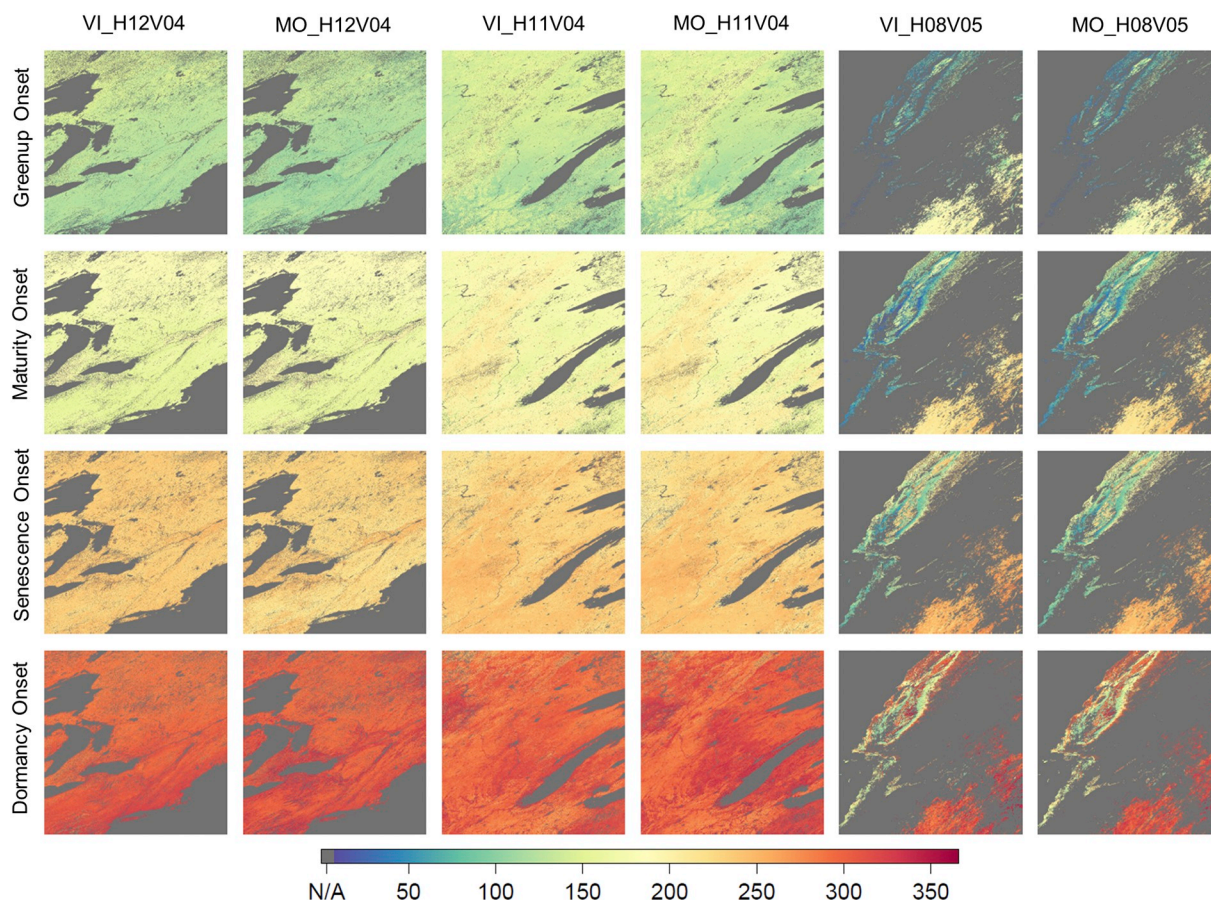 VI_H12V04 MO_H12V04 VI_H11V04 MO_H11V04 VI_H08V05 MO_H08V05
Greenup Onset
Maturity Onset
Senescence Onset
Dormancy Onset
N/A 50 100 150 200 250 300 350